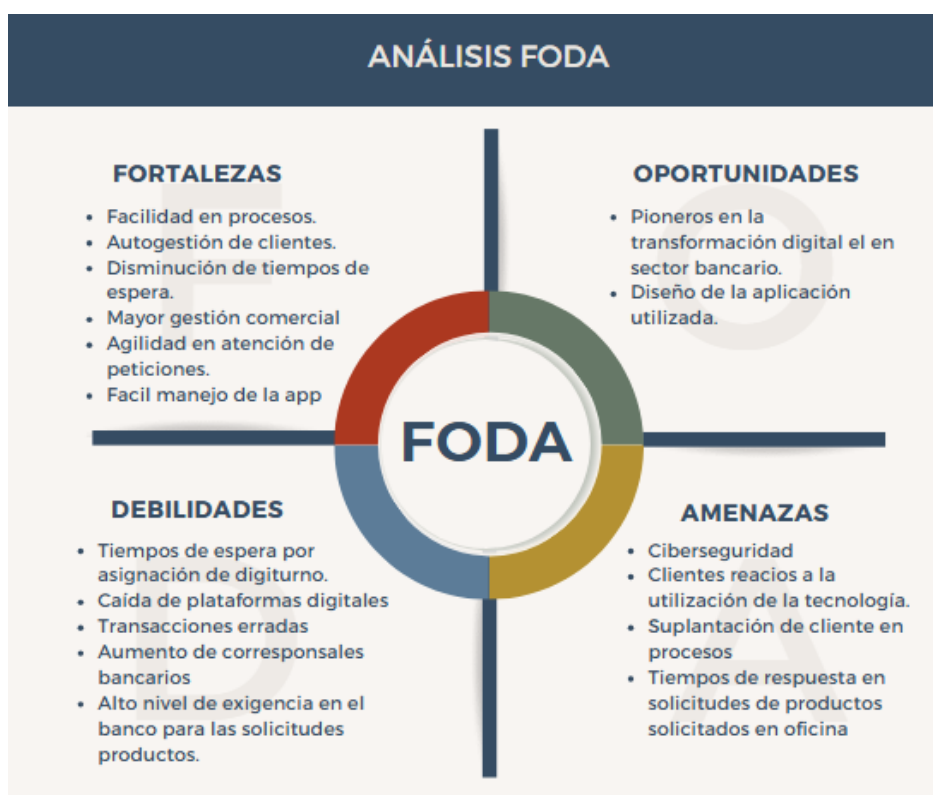 ANÁLISIS FODA
FORTALEZAS
• Facilidad en procesos.
• Autogestión de clientes.
• Disminución de tiempos de
espera.
• Mayor gestión comercial
• Agilidad en atención de
peticiones.
• Facil manejo de la app
OPORTUNIDADES
• Pioneros en la
transformación digital el en
sector bancario.
• Diseño de la aplicación
utilizada.
FODA
DEBILIDADES
• Tiempos de espera por
asignación de digiturno.
• Caída de plataformas digitales
• Transacciones erradas
• Aumento de corresponsales
bancarios
• Alto nivel de exigencia en el
banco para las solicitudes
productos.
AMENAZAS
• Ciberseguridad
• Clientes reacios a la
utilización de la tecnología.
• Suplantación de cliente en
procesos
• Tiempos de respuesta en
solicitudes de productos
solicitados en oficina
F
O
D
A